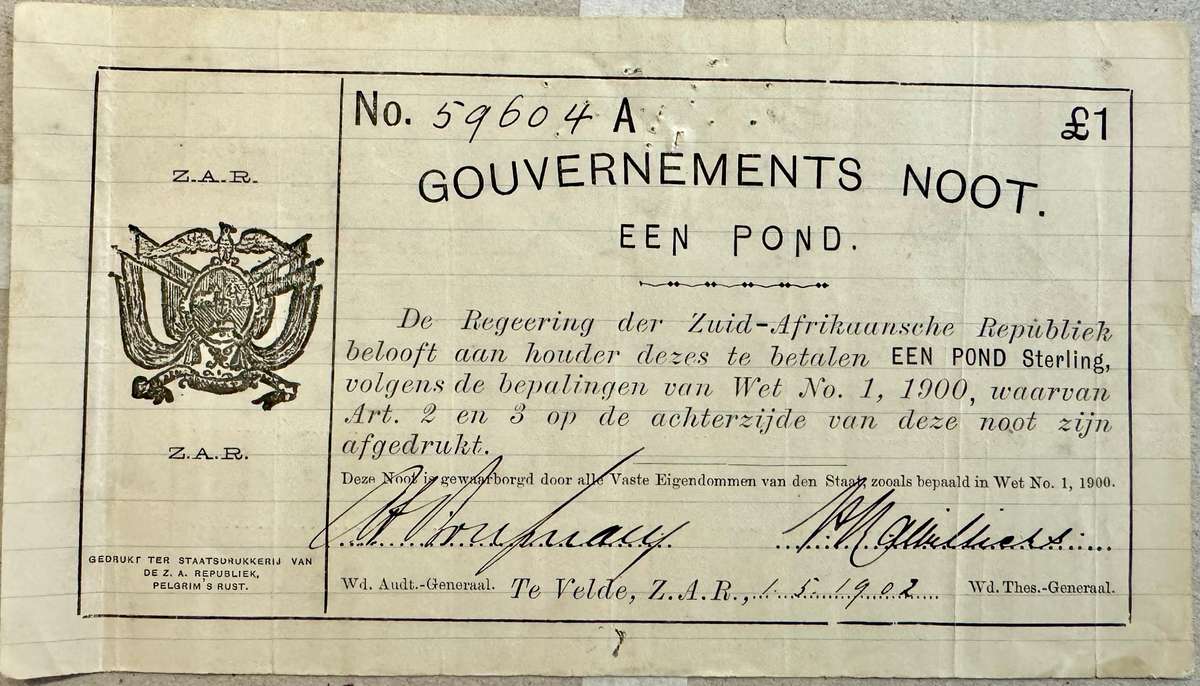 No. 59604 A
£1
GOUVERNEMENTS NOOT.
EEN POND.
De Regeering der Zuid-Afrikaansche Republiek
belooft aan houder dezes te betalen EEN POND Sterling,
volgens de bepalingen van Wet No. 1, 1900, waarvan
Art. 2 en 3 op de achterzijde van deze noot zijn
afgedrukt.
Deze Noot is gewaarborgd door alle Vaste Eigendommen van den Staat, zooals bepaald in Wet No. 1, 1900.
Wd. Audt.-Generaal.
Te Velde, Z.A.R., 1.5.1902
Wd. Thes.-Generaal.
Z.A.R.
Z.A.R.
GEDRUKT TER STAATSDRUKKERIJ VAN
DE Z. A. REPUBLIEK,
PELGRIM'S RUST.